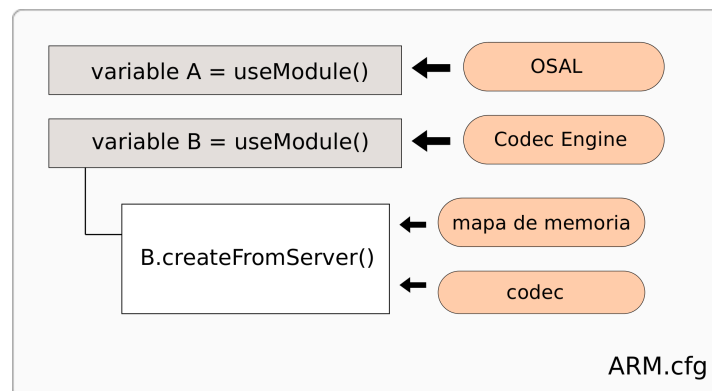 variable A = useModule()
OSAL
variable B = useModule()
Codec Engine
B.createFromServer()
mapa de memoria
codec
ARM.cfg